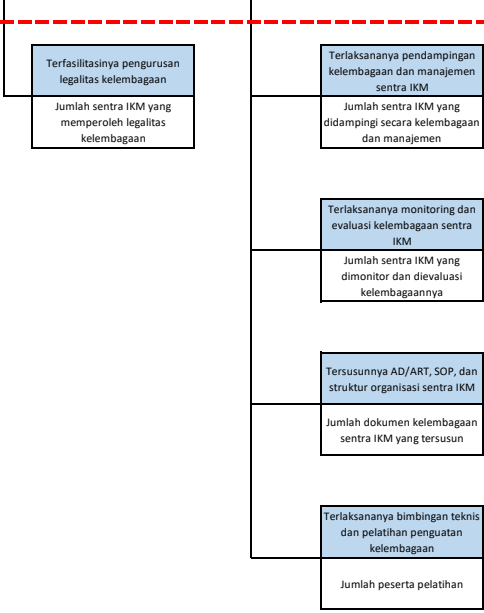 Terfasilitasinya pengurusan
legalitas kelembagaan
Jumlah sentra IKM yang
memperoleh legalitas
kelembagaan
Terlaksananya pendampingan
kelembagaan dan manajemen
sentra IKM
Jumlah sentra IKM yang
didampingi secara kelembagaan
dan manajemen
Terlaksananya monitoring dan
evaluasi kelembagaan sentra
IKM
Jumlah sentra IKM yang
dimonitor dan dievaluasi
kelembagaannya
Tersusunnya AD/ART, SOP, dan
struktur organisasi sentra IKM
Jumlah dokumen kelembagaan
sentra IKM yang tersusun
Terlaksananya bimbingan teknis
dan pelatihan penguatan
kelembagaan
Jumlah peserta pelatihan